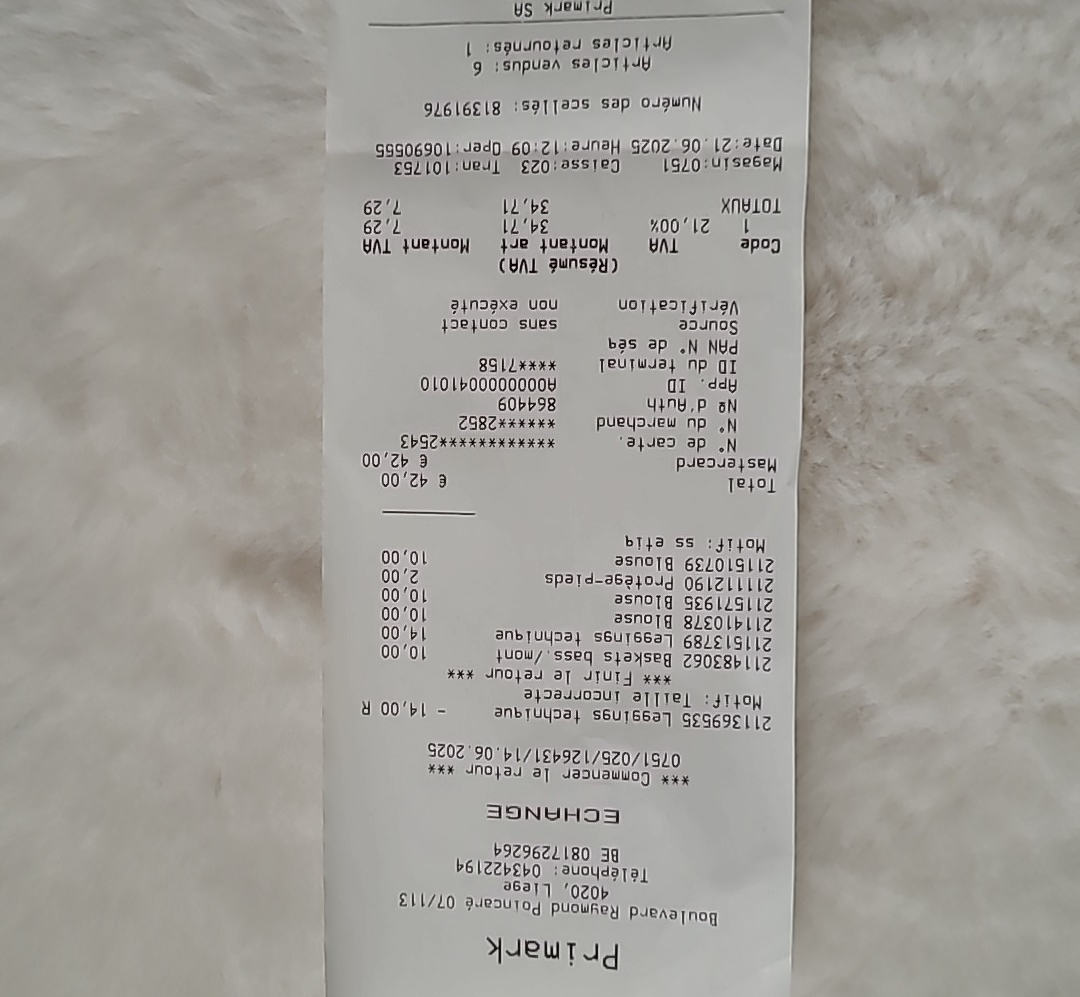 Primark
Boulevard Raymond Poincaré 07/113
4020, Liege
Téléphone: 043422194
BE 0817296264
ECHANGE
*** Commencer le retour ***
0751/025/126431/14.06.2025
211369535 Leggings technique - 14,00 R
Motif: Taille incorrecte
*** Finir le retour ***
211483062 Baskets bass./mont 10,00
211513789 Leggings technique 14,00
211410378 Blouse 10,00
211571935 Blouse 10,00
211112190 Protège-pieds 2,00
211510739 Blouse 10,00
Motif: ss etiq
Total € 42,00
Mastercard € 42,00
N° de carte. ************2543
N° du marchand *******2852
Nº d'Auth 864409
App. ID A0000000041010
ID du terminal ****7158
PAN N° de séq
Source sans contact
Vérification non exécuté
(Résumé TVA)
Code TVA Montant art Montant TVA
1 21,00% 34,71 7,29
TOTAUX 34,71 7,29
Magasin:0751 Caisse:023 Tran:101753
Date:21.06.2025 Heure:12:09 Oper:10690555
Numéro des scellés: 81391976
Articles vendus: 6
Articles retournés: 1
Primark SA